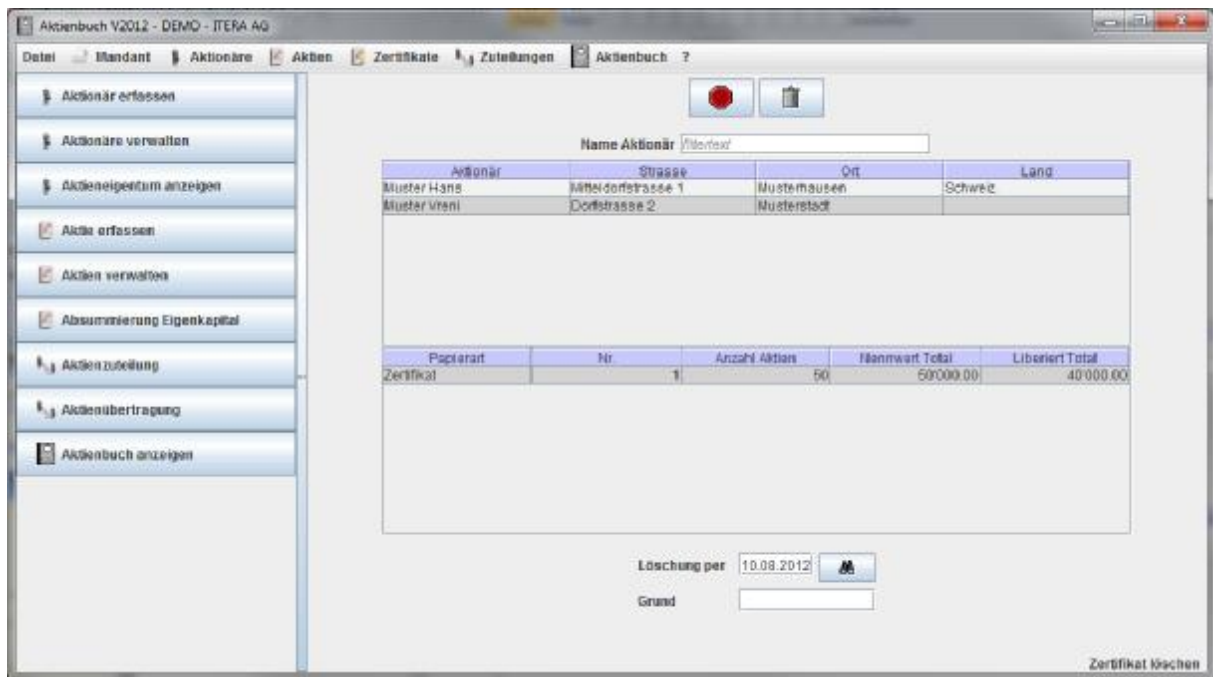 Aktienbuch V2012 - DEMO - ITERA AG
Datei Mandant Aktionäre Aktien Zertifikate Zuteilungen Aktienbuch ?
Aktionär erfassen
Aktionäre verwalten
Aktieneigentum anzeigen
Aktie erfassen
Aktien verwalten
Absummierung Eigenkapital
Aktienzuteilung
Aktienübertragung
Aktienbuch anzeigen
Name Aktionär filtertext
Aktionär Strasse Ort Land
Muster Hans Mitteldorfstrasse 1 Musterhausen Schweiz
Muster Vreni Dorfstrasse 2 Musterstadt
Papierart Nr. Anzahl Aktien Nennwert Total Liberiert Total
Zertifikat 1 50 50'000.00 40'000.00
Löschung per 10.08.2012
Grund
Zertifikat löschen